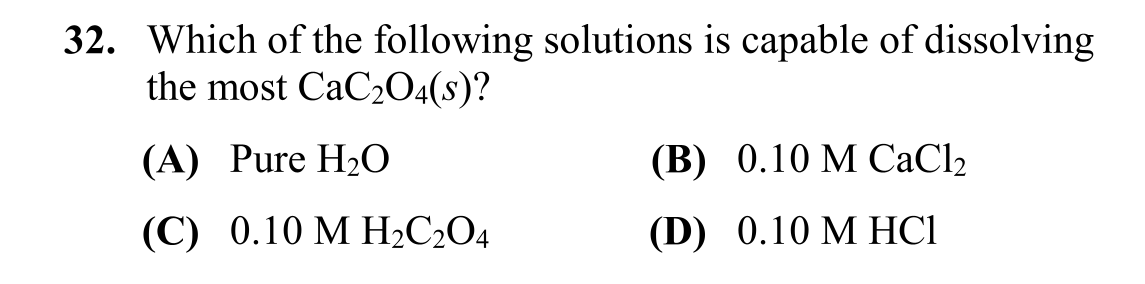 32. Which of the following solutions is capable of dissolving
the most CaC₂O₄(s)?
(A) Pure H₂O (B) 0.10 M CaCl₂
(C) 0.10 M H₂C₂O₄ (D) 0.10 M HCl